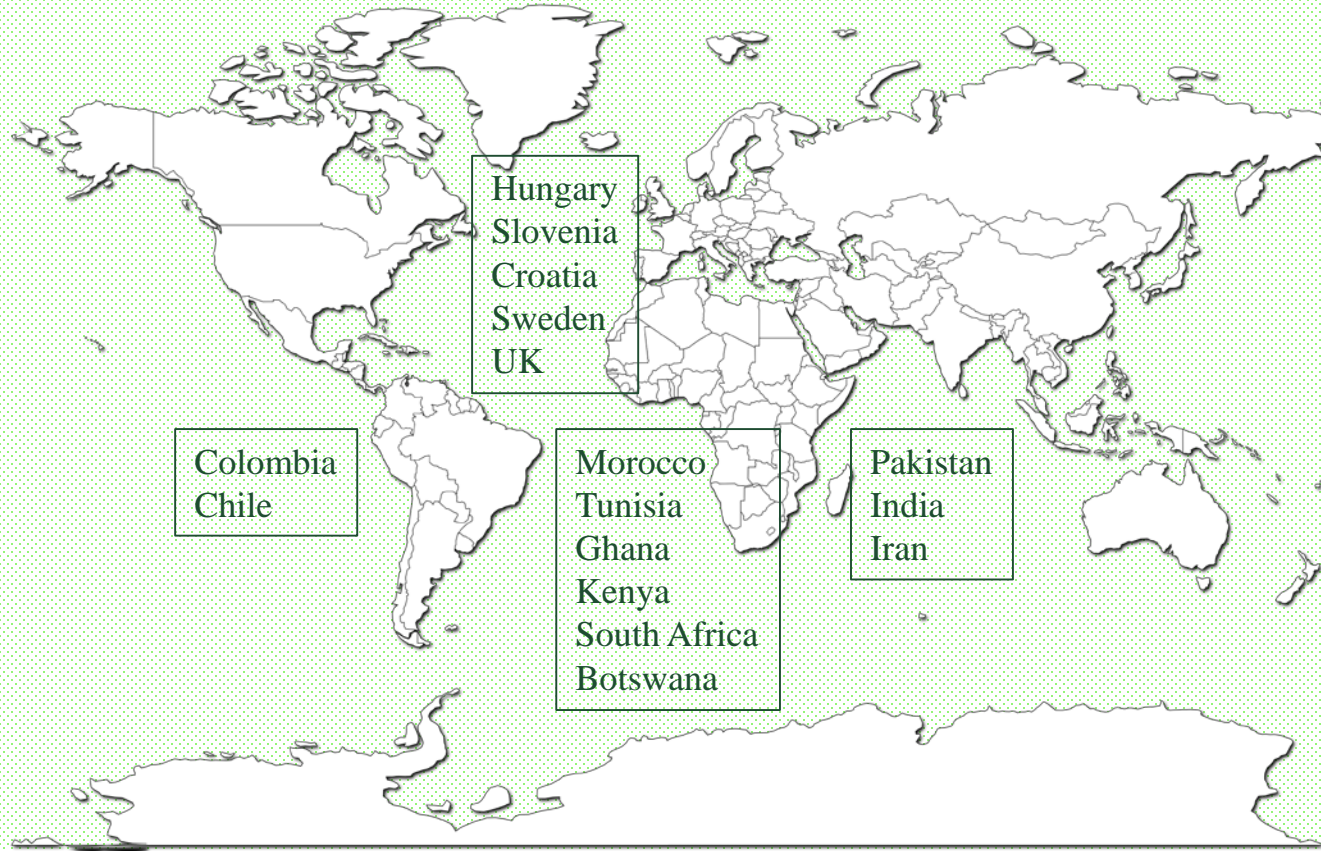 Hungary
Slovenia
Croatia
Sweden
UK
Colombia
Chile
Morocco
Tunisia
Ghana
Kenya
South Africa
Botswana
Pakistan
India
Iran